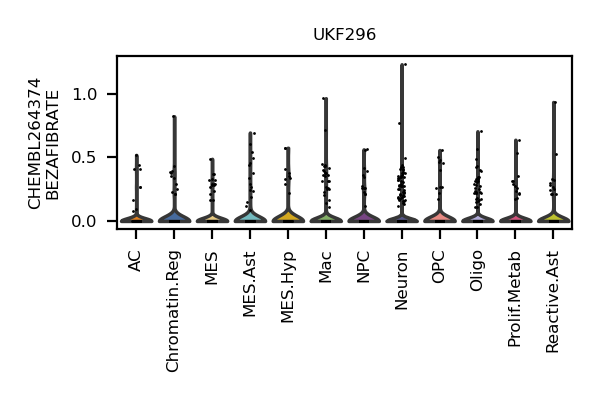 UKF296
CHEMBL264374
BEZAFIBRATE
1.0
0.5
0.0
AC
Chromatin.Reg
MES
MES.Ast
MES.Hyp
Mac
NPC
Neuron
OPC
Oligo
Prolif.Metab
Reactive.Ast